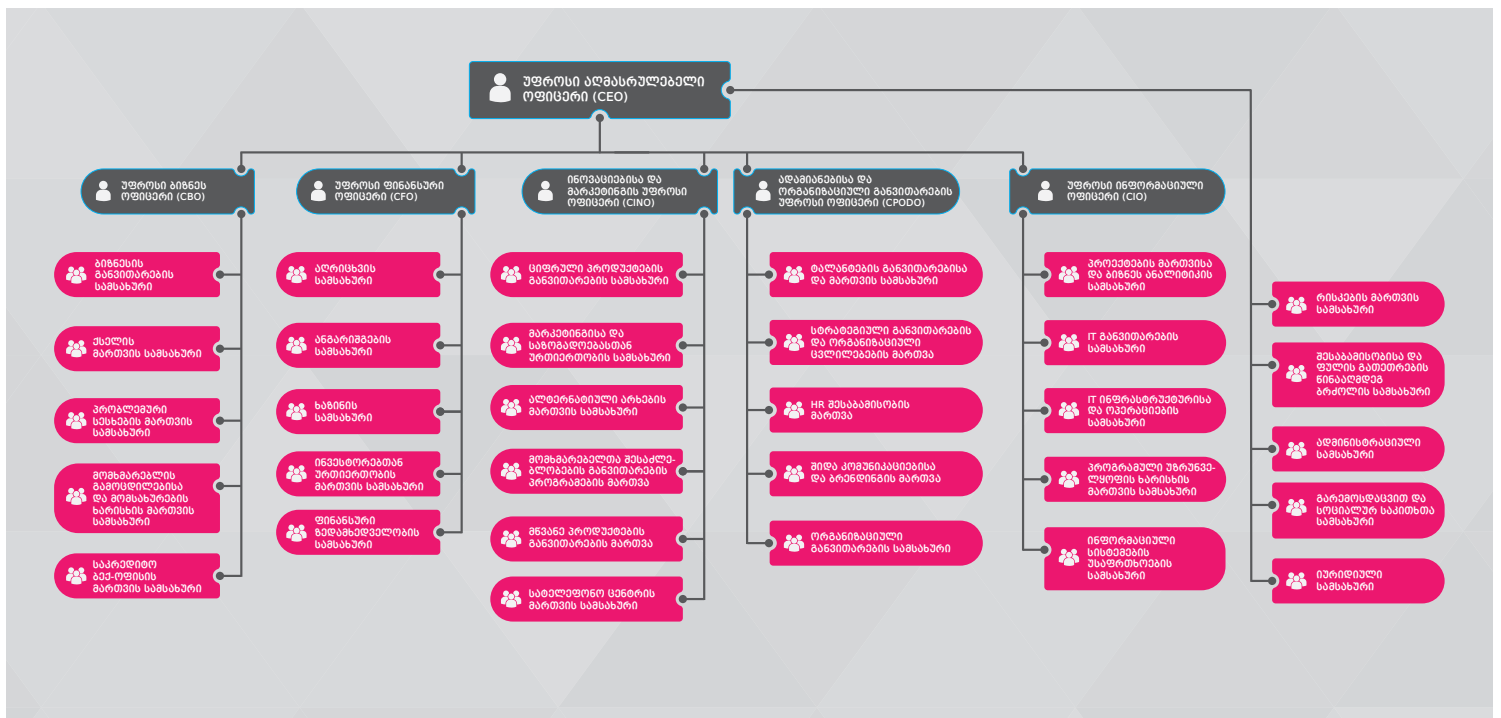 უფროსი აღმასრულებელი
ოფიცერი (CEO)
უფროსი ბიზნეს
ოფიცერი (CBO)
უფროსი ფინანსური
ოფიცერი (CFO)
ინოვაციებისა და
მარკეტინგის უფროსი
ოფიცერი (CINO)
ადამიანებისა და
ორგანიზაციული განვითარების
უფროსი ოფიცერი (CPODO)
უფროსი ინფორმაციული
ოფიცერი (CIO)
ბიზნესის
განვითარების
სამსახური
ქსელის
მართვის სამსახური
პრობლემური
სესხების მართვის
სამსახური
მომხმარებლის
გამოცდილებისა
და მომსახურების
ხარისხის მართვის
სამსახური
საკრედიტო
ბექ-ოფისის
მართვის სამსახური
აღრიცხვის
სამსახური
ანგარიშგების
სამსახური
ხაზინის
სამსახური
ინვესტორებთან
ურთიერთობის
მართვის სამსახური
ფინანსური
ზედამხედველობის
სამსახური
ციფრული პროდუქტების
განვითარების სამსახური
მარკეტინგისა და
საზოგადოებასთან
ურთიერთობის სამსახური
ალტერნატიული არხების
მართვის სამსახური
მომხმარებელთა შესაძლე-
ბლობების განვითარების
პროგრამების მართვა
მწვანე პროდუქტების
განვითარების მართვა
სატელეფონო ცენტრის
მართვის სამსახური
ტალანტების განვითარებისა
და მართვის სამსახური
სტრატეგიული განვითარების
და ორგანიზაციული
ცვლილებების მართვა
HR შესაბამისობის
მართვა
შიდა კომუნიკაციებისა
და ბრენდინგის მართვა
ორგანიზაციული
განვითარების სამსახური
პროექტების მართვისა
და ბიზნეს ანალიტიკის
სამსახური
IT განვითარების
სამსახური
IT ინფრასტრუქტურისა
და ოპერაციების
სამსახური
პროგრამული უზრუნვე-
ლყოფის ხარისხის
მართვის სამსახური
ინფორმაციული
სისტემების
უსაფრთხოების
სამსახური
რისკების მართვის
სამსახური
შესაბამისობისა და
ფულის გათეთრების
წინააღმდეგ
ბრძოლის სამსახური
ადმინისტრაციული
სამსახური
გარემოსდაცვით და
სოციალურ საკითხთა
სამსახური
იურიდიული
სამსახური